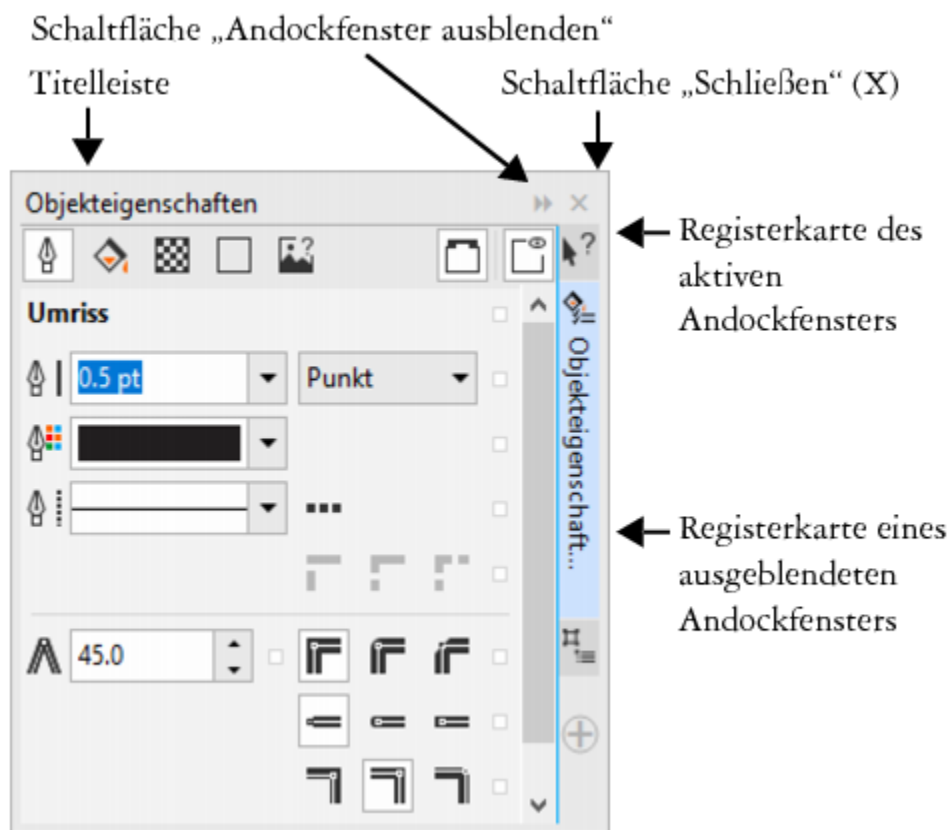 Schaltfläche „Andockfenster ausblenden“
Titelleiste
Schaltfläche „Schließen“ (X)
Objekteigenschaften
Registerkarte des
aktiven
Andockfensters
Umriss
0.5 pt
Punkt
Objekteigenschaft...
Registerkarte eines
ausgeblendeten
Andockfensters
45.0